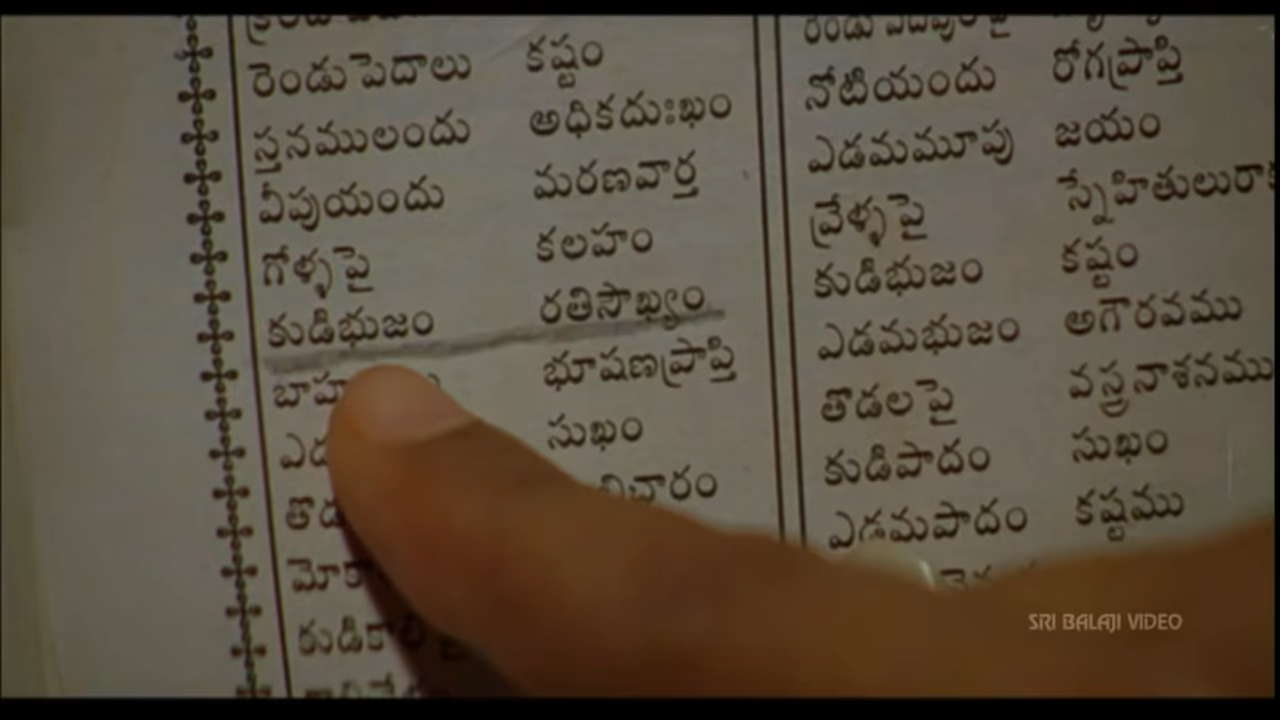 రెండుపెదాలు కష్టం
స్తనములందు అధికదుఃఖం
వీపుయందు మరణవార్త
గోళ్ళపై కలహం
కుడిభుజం రతిసౌఖ్యం
భూషణప్రాప్తి
సుఖం
నోటియందు రోగప్రాప్తి
ఎడమమూపు జయం
వ్రేళ్ళపై
కుడిభుజం కష్టం
ఎడమభుజం అగౌరవము
తొడలపై వస్త్రనాశనము
కుడిపాదం సుఖం
ఎడమపాదం కష్టము
SRI BALAJI VIDEO